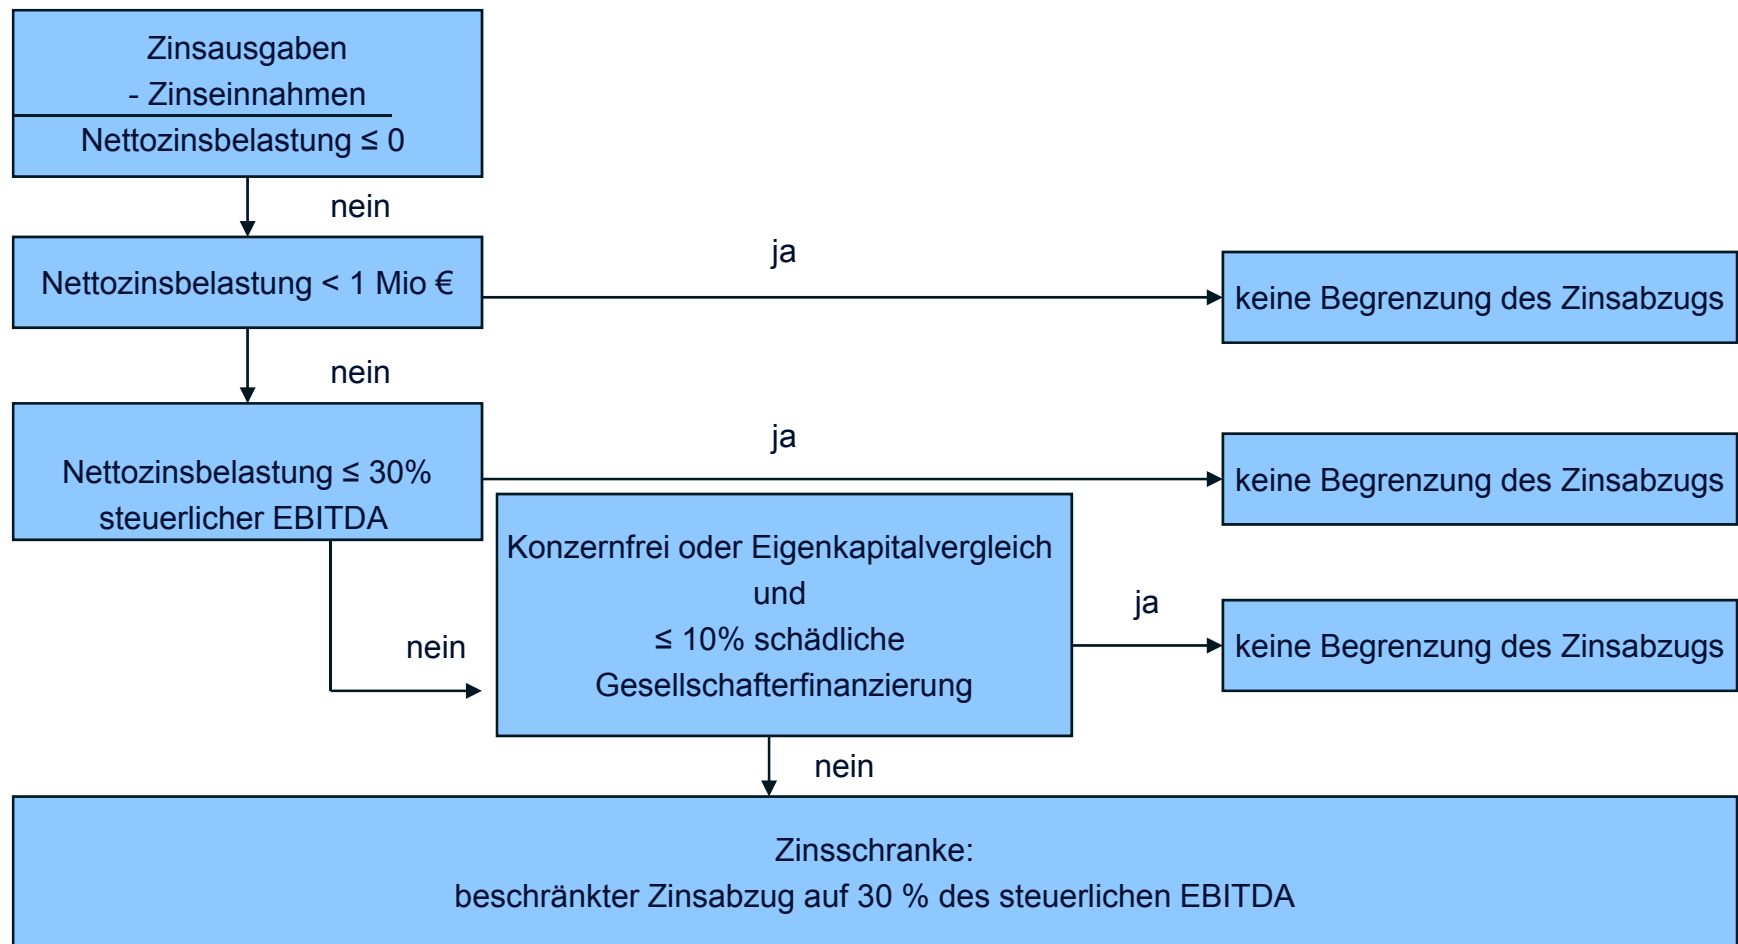 Zinsausgaben
- Zinseinnahmen
Nettozinsbelastung ≤ 0
nein
Nettozinsbelastung < 1 Mio €
ja
keine Begrenzung des Zinsabzugs
nein
Nettozinsbelastung ≤ 30%
steuerlicher EBITDA
ja
keine Begrenzung des Zinsabzugs
nein
Konzernfrei oder Eigenkapitalvergleich
und
≤ 10% schädliche
Gesellschafterfinanzierung
ja
keine Begrenzung des Zinsabzugs
nein
Zinsschranke:
beschränkter Zinsabzug auf 30 % des steuerlichen EBITDA